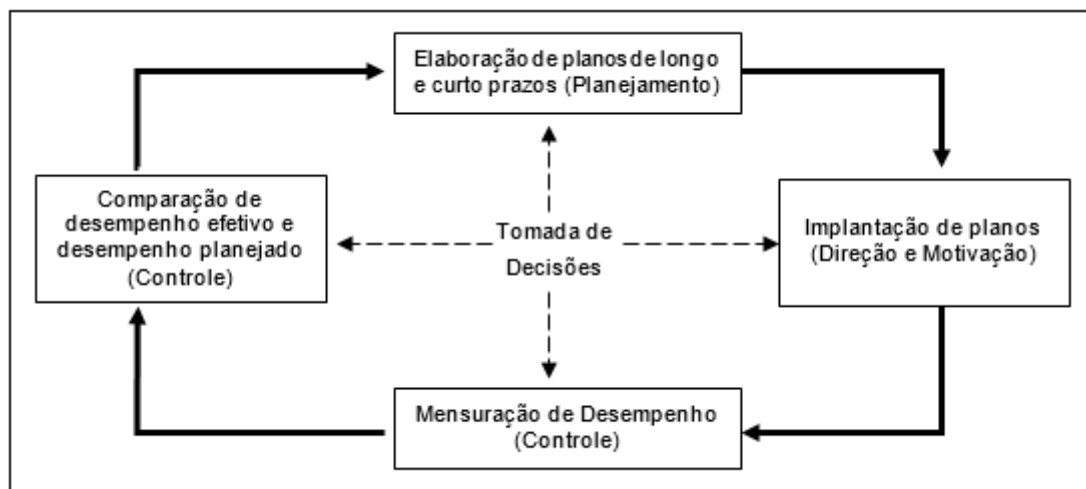 Elaboração de planos de longo
e curto prazos (Planejamento)
Comparação de
desempenho efetivo e
desempenho planejado
(Controle)
Tomada de
Decisões
Implantação de planos
(Direção e Motivação)
Mensuração de Desempenho
(Controle)